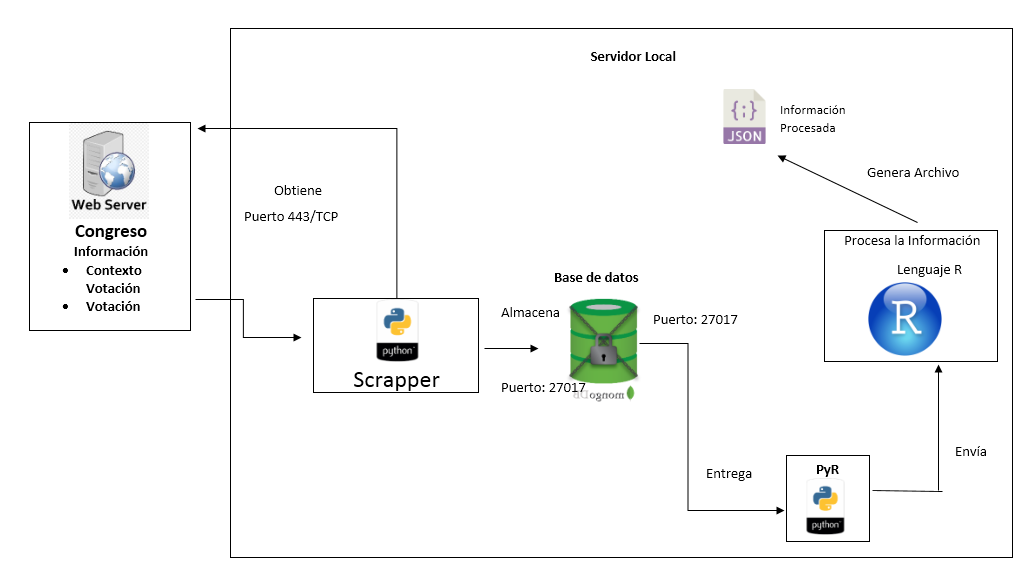 Servidor Local
{;}
JSON
Información
Procesada
Genera Archivo
Web Server
Congreso
Información
• Contexto
Votación
• Votación
Obtiene
Puerto 443/TCP
Procesa la Información
Lenguaje R
R
Base de datos
Almacena
Puerto: 27017
Puerto: 27017
mongoDB
python
Scrapper
Entrega
PyR
python
Envía